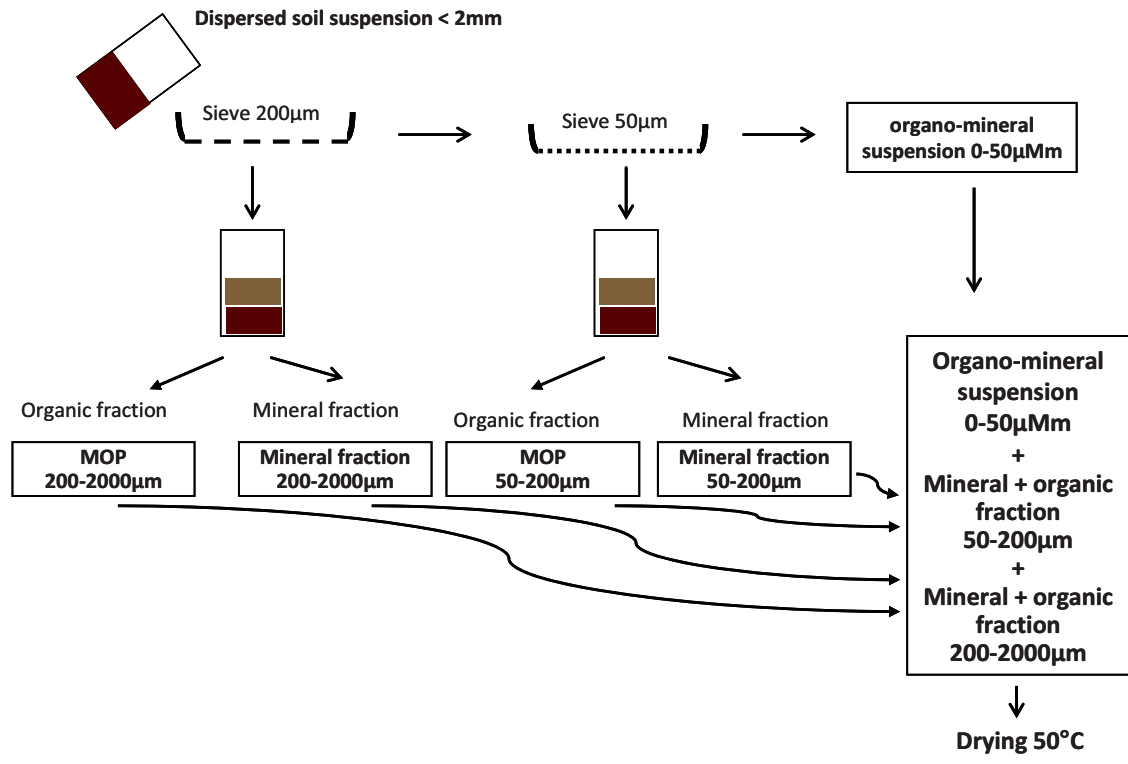 Dispersed soil suspension < 2mm
Sieve 200µm
Sieve 50µm
organo-mineral
suspension 0-50µMm
Organic fraction
Mineral fraction
Organic fraction
Mineral fraction
MOP
200-2000µm
Mineral fraction
200-2000µm
MOP
50-200µm
Mineral fraction
50-200µm
Organo-mineral
suspension
0-50µMm
+
Mineral + organic
fraction
50-200µm
+
Mineral + organic
fraction
200-2000µm
Drying 50°C